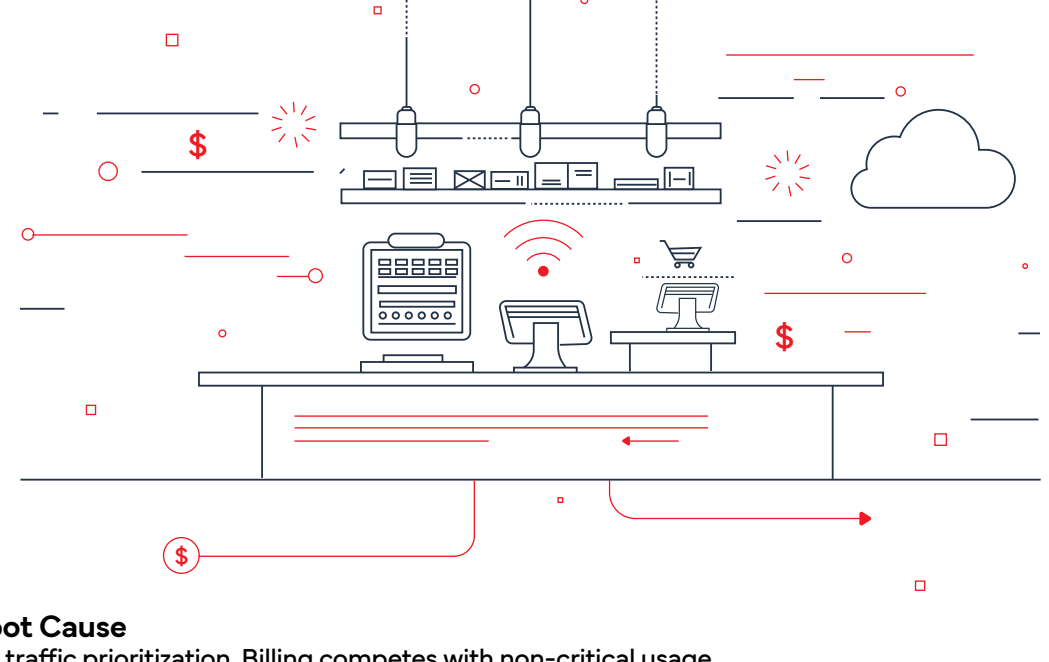 $
$
$
oot Cause
traffic prioritization. Billing competes with non-critical usage